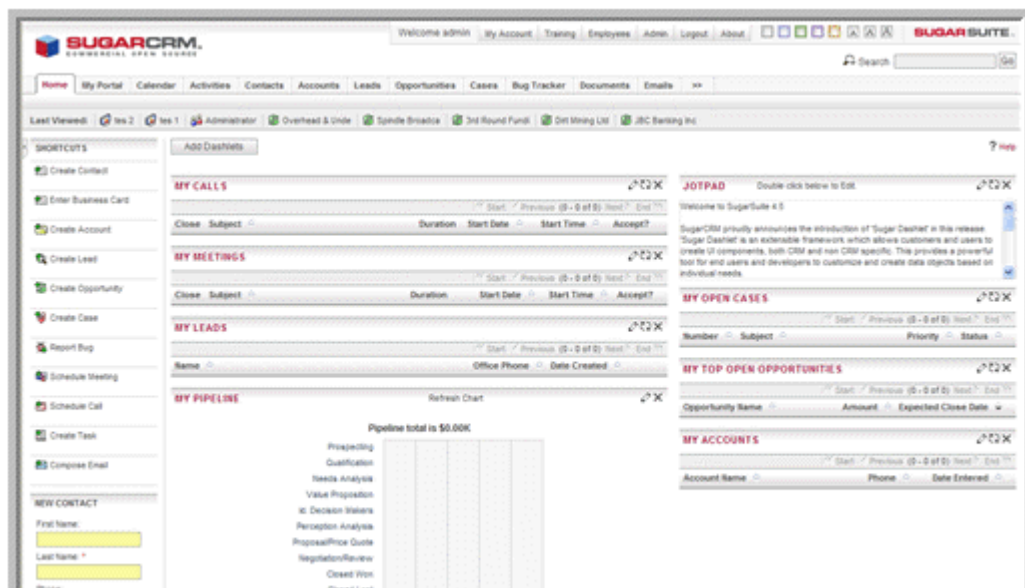 Welcome admin My Account Training Employees Admin Logout About A A A SUGARSUITE.
SUGARCRM.
COMMERCIAL OPEN SOURCE
Search Go
Home My Portal Calendar Activities Contacts Accounts Leads Opportunities Cases Bug Tracker Documents Emails >>
Last Viewed: tes 2 tes 1 Administrator Overhead & Unde Spindle Broadca 3rd Round Fundi Dirt Mining Ltd JBC Banking Inc
SHORTCUTS
Create Contact
Enter Business Card
Create Account
Create Lead
Create Opportunity
Create Case
Report Bug
Schedule Meeting
Schedule Call
Create Task
Compose Email
NEW CONTACT
First Name:
Last Name: *
Add Dashlets
? Help
MY CALLS
Start Previous (0 - 0 of 0) Next End
Close Subject Duration Start Date Start Time Accept?
MY MEETINGS
Start Previous (0 - 0 of 0) Next End
Close Subject Duration Start Date Start Time Accept?
MY LEADS
Start Previous (0 - 0 of 0) Next End
Name Office Phone Date Created
MY PIPELINE Refresh Chart
Pipeline total is $0.00K
Prospecting
Qualification
Needs Analysis
Value Proposition
Id. Decision Makers
Perception Analysis
Proposal/Price Quote
Negotiation/Review
Closed Won
JOTPAD Double click below to Edit.
Welcome to SugarSuite 4.5
SugarCRM proudly announces the introduction of 'Sugar Dashlet' in this release.
'Sugar Dashlet' is an extensible framework which allows customers and users to
create UI components, both CRM and non CRM specific. This provides a powerful
tool for end users and developers to customize and create data objects based on
individual needs.
MY OPEN CASES
Start Previous (0 - 0 of 0) Next End
Number Subject Priority Status
MY TOP OPEN OPPORTUNITIES
Start Previous (0 - 0 of 0) Next End
Opportunity Name Amount Expected Close Date
MY ACCOUNTS
Start Previous (0 - 0 of 0) Next End
Account Name Phone Date Entered